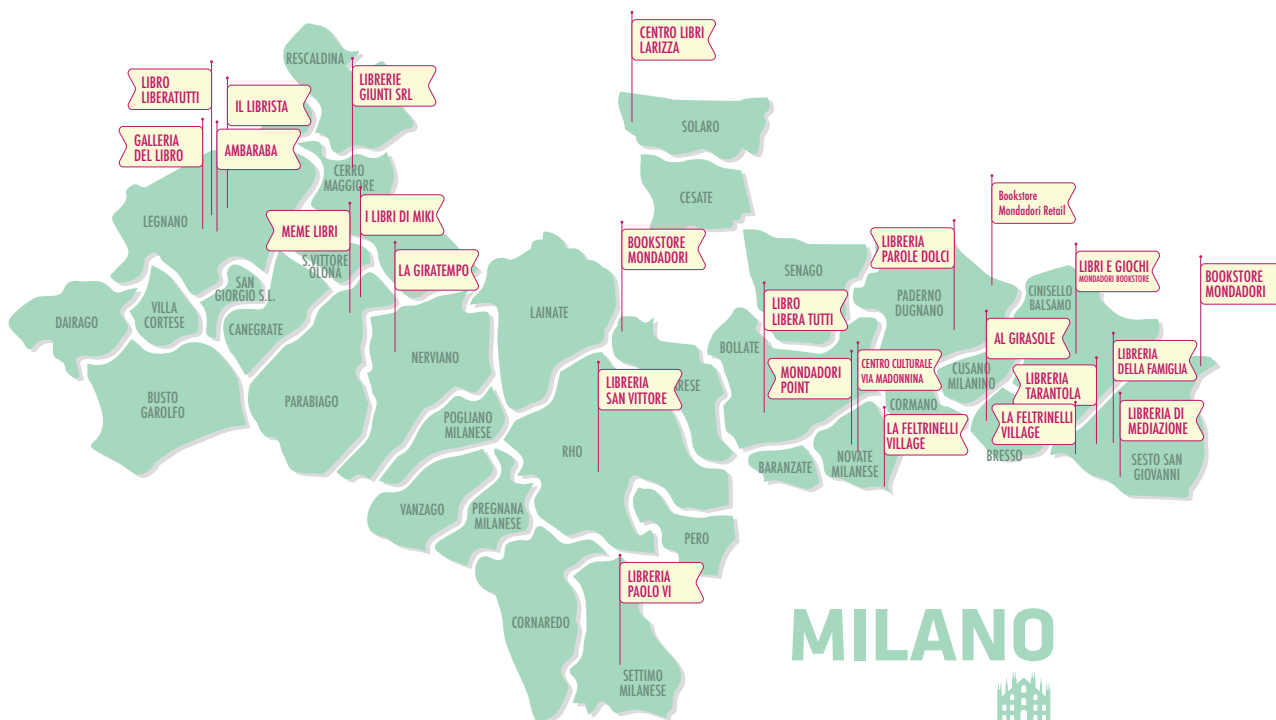 CENTRO LIBRI
LARIZZA
RESCALDINA
LIBRO
LIBERATUTTI
IL LIBRISTA
LIBRERIE
GIUNTI SRL
GALLERIA
DEL LIBRO
AMBARABA
SOLARO
CERRO
MAGGIORE
CESATE
LEGNANO
MEME LIBRI
I LIBRI DI MIKI
S.VITTORE
OLONA
LA GIRATEMPO
BOOKSTORE
MONDADORI
Bookstore
Mondadori Retail
LIBRERIA
PAROLE DOLCI
SENAGO
LIBRI E GIOCHI
MONDADORI BOOKSTORE
BOOKSTORE
MONDADORI
CINISELLO
BALSAMO
PADERNO
DUGNANO
SAN
GIORGIO S.L.
VILLA
CORTESE
DAIRAGO
CANEGRATE
LAINATE
LIBRO
LIBERA TUTTI
AL GIRASOLE
NERVIANO
BOLLATE
MONDADORI
POINT
CENTRO CULTURALE
VIA MADONNINA
CUSANO
MILANINO
LIBRERIA
TARANTOLA
LIBRERIA
DELLA FAMIGLIA
BUSTO
GAROLFO
PARABIAGO
LIBRERIA
SAN VITTORE
ARESE
CORMANO
LA FELTRINELLI
VILLAGE
LA FELTRINELLI
VILLAGE
LIBRERIA DI
MEDIAZIONE
POGLIANO
MILANESE
RHO
BARANZATE
NOVATE
MILANESE
BRESSO
SESTO SAN
GIOVANNI
VANZAGO
PREGNANA
MILANESE
PERO
LIBRERIA
PAOLO VI
CORNAREDO
SETTIMO
MILANESE
MILANO